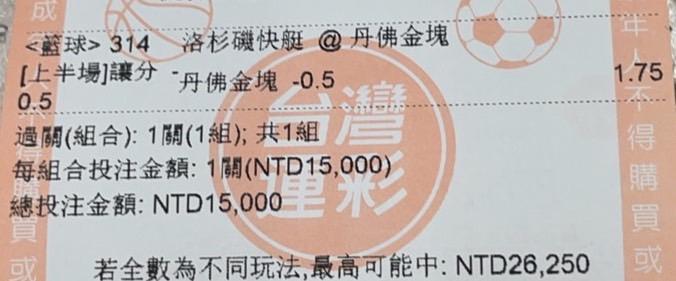 <籃球> 314 洛杉磯快艇 @ 丹佛金塊
[上半場]讓分 -丹佛金塊 -0.5 1.75
0.5
過關(組合): 1關(1組); 共1組
每組合投注金額: 1關(NTD15,000)
總投注金額: NTD15,000
若全數為不同玩法,最高可能中: NTD26,250
台灣
運彩
成
購
買
或
年
人
不
得
購
買
或